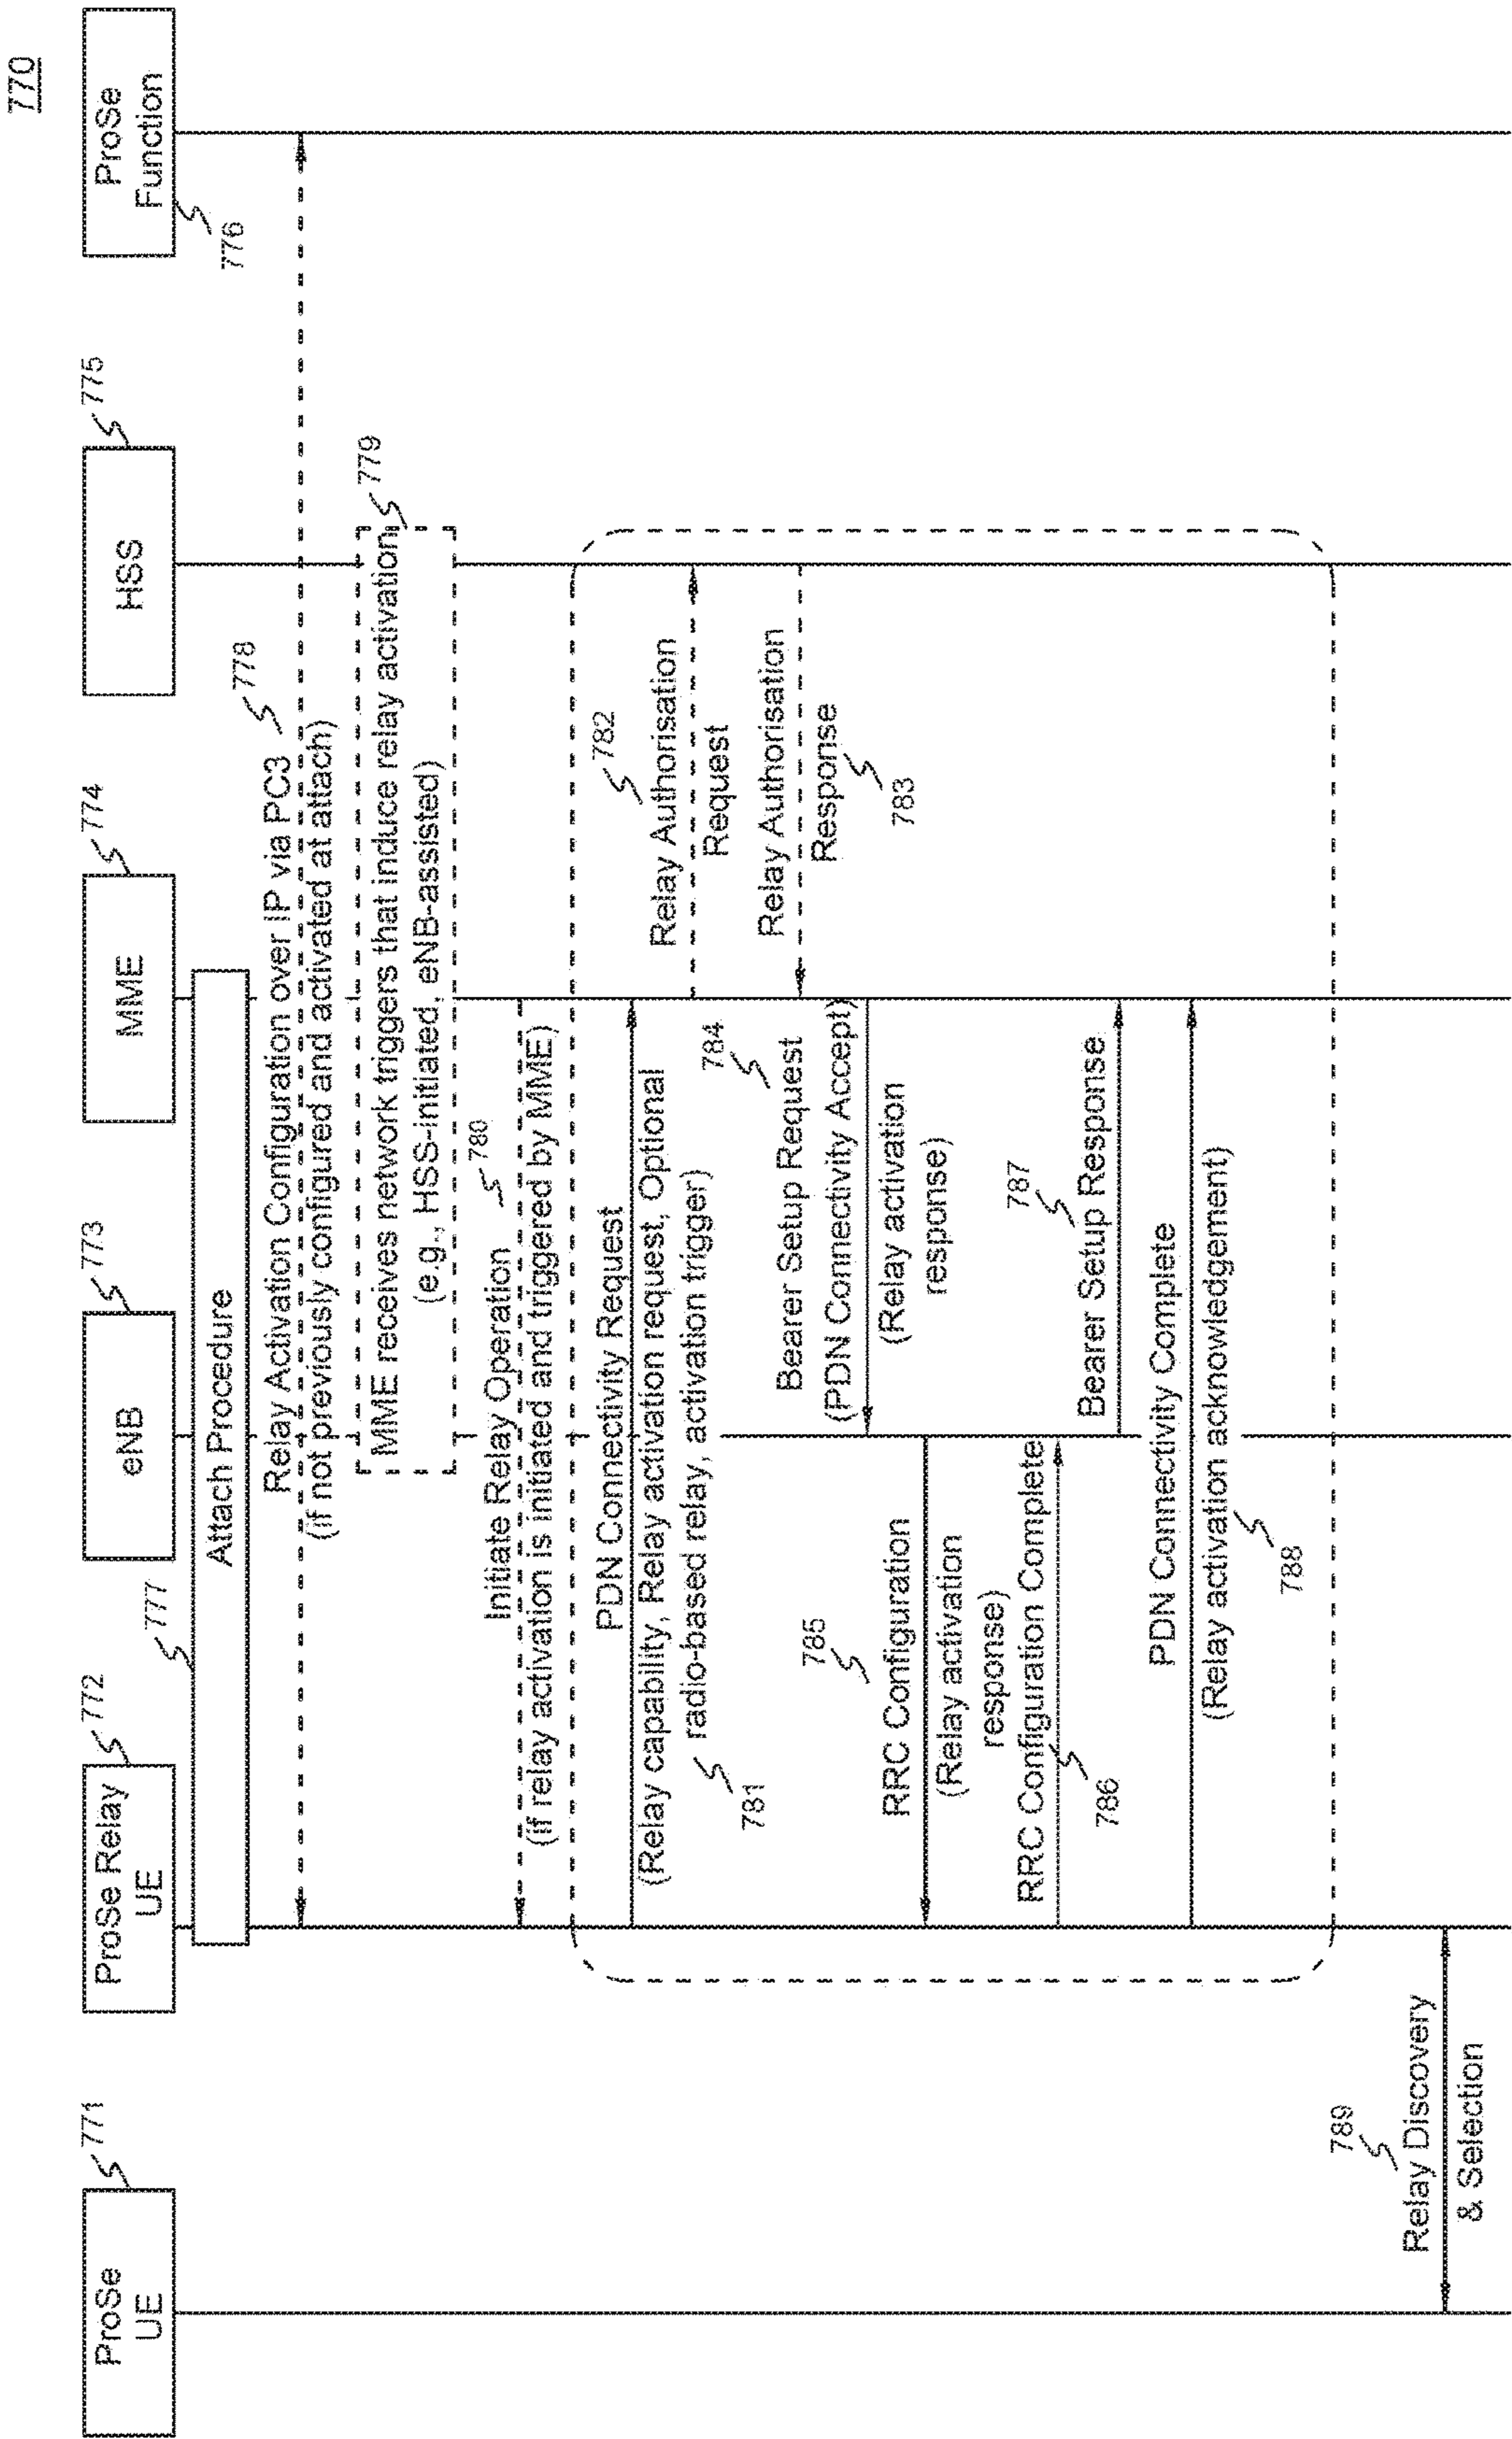 770
ProSe
UE
771
ProSe Relay
UE
772
eNB
773
MME
774
HSS
775
ProSe
Function
776
777
Attach Procedure
Relay Activation Configuration over IP via PC3
778
(if not previously configured and activated at attach)
MME receives network triggers that induce relay activation
779
(e.g., HSS-initiated, eNB-assisted)
Initiate Relay Operation
780
(if relay activation is initiated and triggered by MME)
PDN Connectivity Request
(Relay capability, Relay activation request, Optional
radio-based relay, activation trigger)
781
782
Relay Authorisation
Request
Relay Authorisation
Response
783
784
Bearer Setup Request
(PDN Connectivity Accept)
(Relay activation
response)
785
RRC Configuration
(Relay activation
response)
RRC Configuration Complete
786
787
Bearer Setup Response
PDN Connectivity Complete
(Relay activation acknowledgement)
788
789
Relay Discovery
& Selection